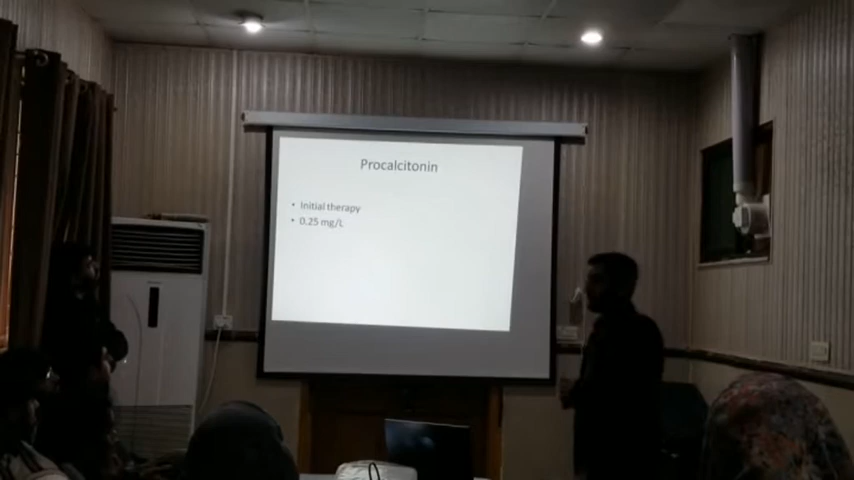 Procalcitonin
• Initial therapy
• 0.25 mg/L